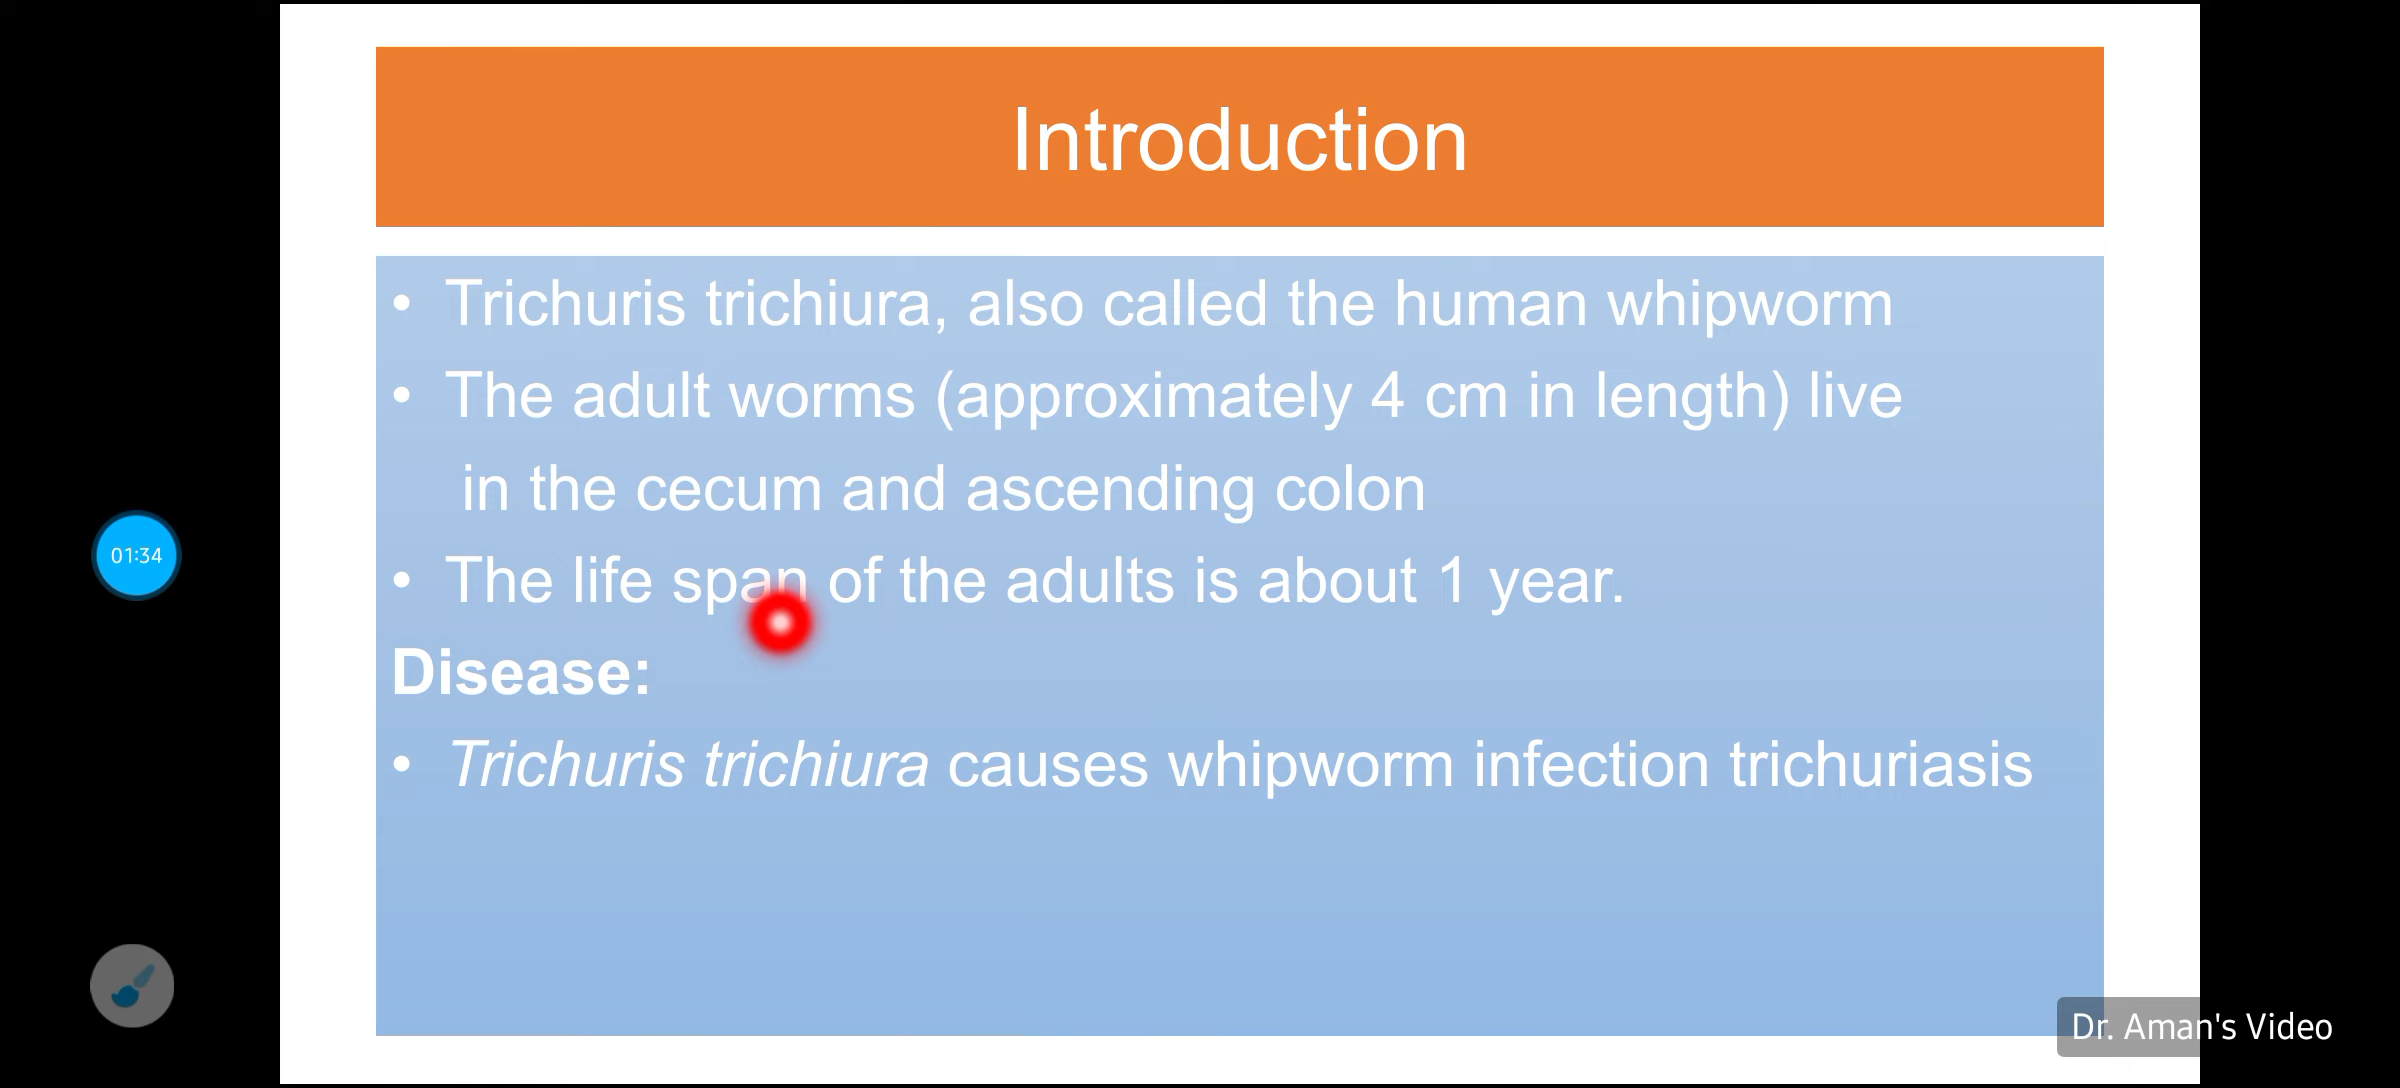 Introduction
• Trichuris trichiura, also called the human whipworm
• The adult worms (approximately 4 cm in length) live
in the cecum and ascending colon
• The life span of the adults is about 1 year.
Disease:
• Trichuris trichiura causes whipworm infection trichuriasis
01:34
Dr. Aman's Video